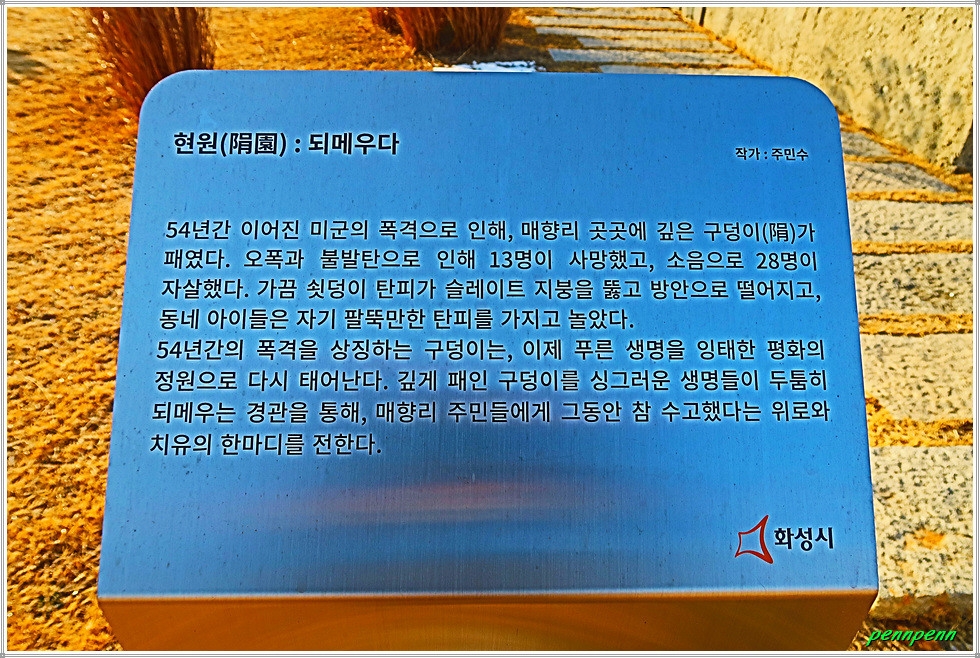 현원(隕園) : 되메우다
작가 : 주민수
54년간 이어진 미군의 폭격으로 인해, 매향리 곳곳에 깊은 구덩이(隕)가
패였다. 오폭과 불발탄으로 인해 13명이 사망했고, 소음으로 28명이
자살했다. 가끔 쇳덩이 탄피가 슬레이트 지붕을 뚫고 방안으로 떨어지고,
동네 아이들은 자기 팔뚝만한 탄피를 가지고 놀았다.
54년간의 폭격을 상징하는 구덩이는, 이제 푸른 생명을 잉태한 평화의
정원으로 다시 태어난다. 깊게 패인 구덩이를 싱그러운 생명들이 두툼히
되메우는 경관을 통해, 매향리 주민들에게 그동안 참 수고했다는 위로와
치유의 한마디를 전한다.
화성시
pennpenn